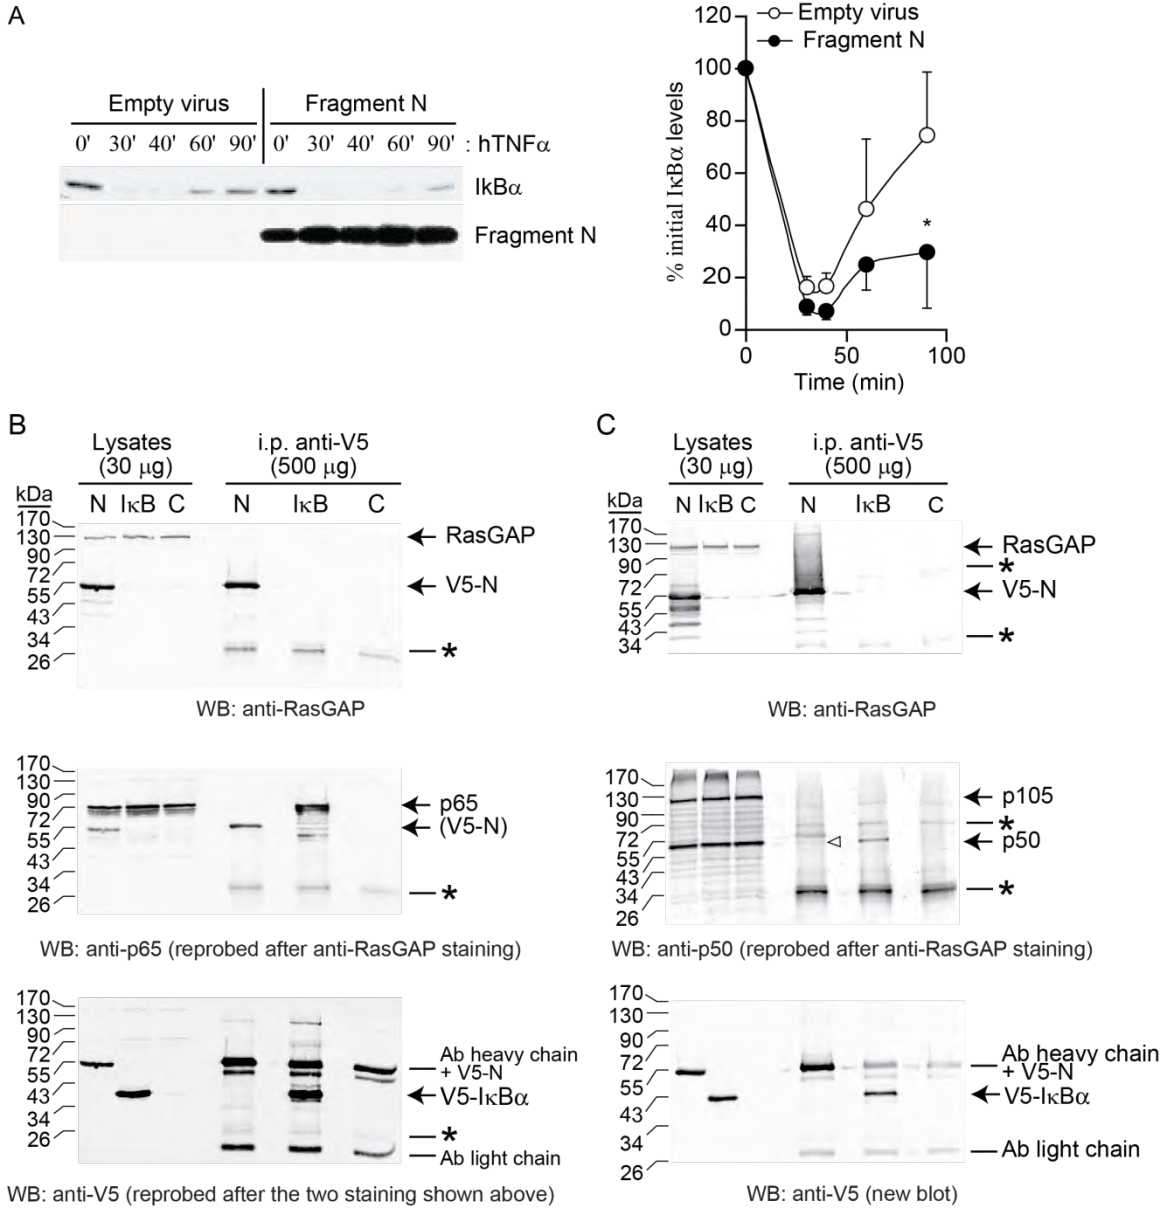 A
Empty virus Fragment N
0' 30' 40' 60' 90' 0' 30' 40' 60' 90' : hTNFα
IkBα
Fragment N
Empty virus
Fragment N
% initial IκBα levels
120
100
80
60
40
20
0
0 50 100
Time (min)
B
Lysates (30 µg)
i.p. anti-V5 (500 µg)
kDa N IκB C N IκB C
170
130
90
72
55
43
34
26
RasGAP
V5-N
*
WB: anti-RasGAP
170
130
90
72
55
43
34
26
p65
(V5-N)
*
WB: anti-p65 (reprobed after anti-RasGAP staining)
170
130
90
72
55
43
34
26
Ab heavy chain
+ V5-N
V5-IκBα
*
Ab light chain
WB: anti-V5 (reprobed after the two staining shown above)
C
Lysates (30 µg)
i.p. anti-V5 (500 µg)
kDa N IκB C N IκB C
170
130
90
72
55
43
34
RasGAP
*
V5-N
*
WB: anti-RasGAP
170
130
90
72
55
43
34
26
p105
*
p50
*
WB: anti-p50 (reprobed after anti-RasGAP staining)
170
130
90
72
55
43
34
26
Ab heavy chain
+ V5-N
V5-IκBα
Ab light chain
WB: anti-V5 (new blot)